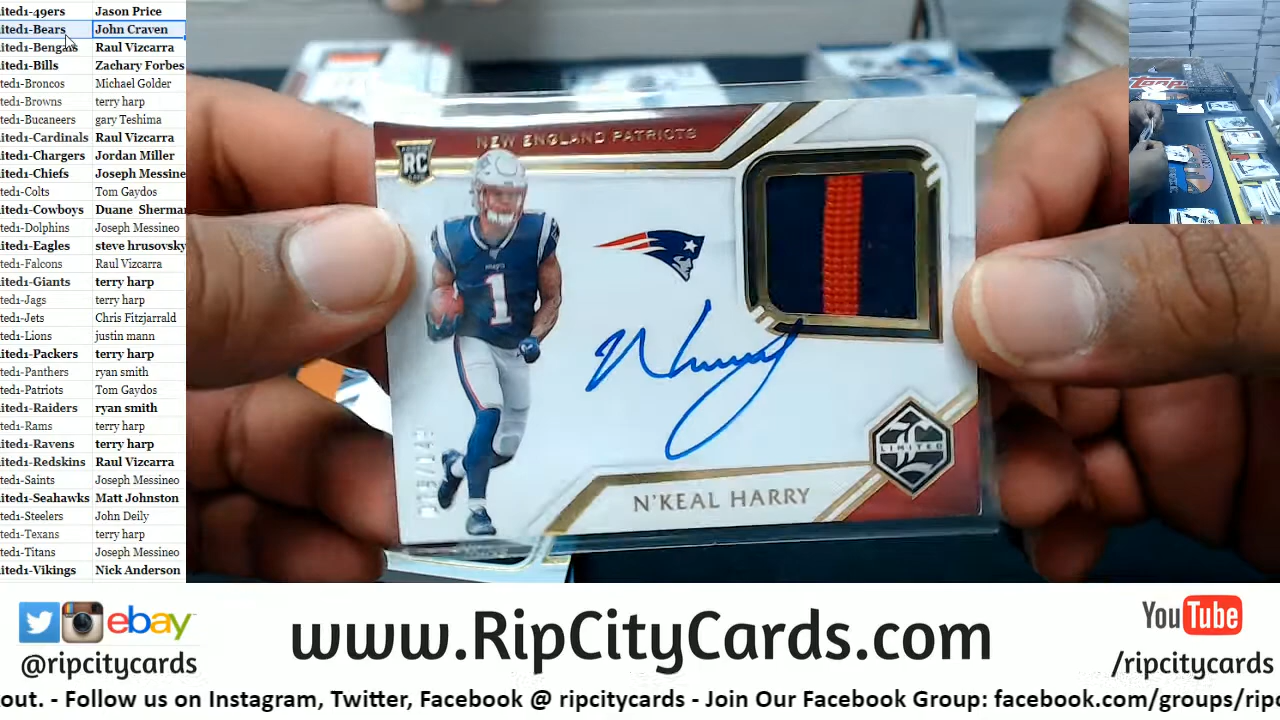 ited1-49ers Jason Price
ited1-Bears John Craven
ited1-Bengals Raul Vizcarra
ited1-Bills Zachary Forbes
ted1-Broncos Michael Golder
ted1-Browns terry harp
ted1-Bucaneers gary Teshima
ited1-Cardinals Raul Vizcarra
ited1-Chargers Jordan Miller
ited1-Chiefs Joseph Messine
ted1-Colts Tom Gaydos
ited1-Cowboys Duane Sherma
ted1-Dolphins Joseph Messineo
ited1-Eagles steve hrusovsky
ted1-Falcons Raul Vizcarra
ited1-Giants terry harp
ted1-Jags terry harp
ted1-Jets Chris Fitzjarrald
ted1-Lions justin mann
ited1-Packers terry harp
ted1-Panthers ryan smith
ted1-Patriots Tom Gaydos
ited1-Raiders ryan smith
ted1-Rams terry harp
ited1-Ravens terry harp
ited1-Redskins Raul Vizcarra
ted1-Saints Joseph Messineo
ited1-Seahawks Matt Johnston
ted1-Steelers John Deily
ted1-Texans terry harp
ted1-Titans Joseph Messineo
ited1-Vikings Nick Anderson
NEW ENGLAND PATRIOTS
RC
1
LIMITED
N'KEAL HARRY
Topps
ebay
@ripcitycards
www.RipCityCards.com
YouTube
/ripcitycards
out. - Follow us on Instagram, Twitter, Facebook @ ripcitycards - Join Our Facebook Group: facebook.com/groups/ripc